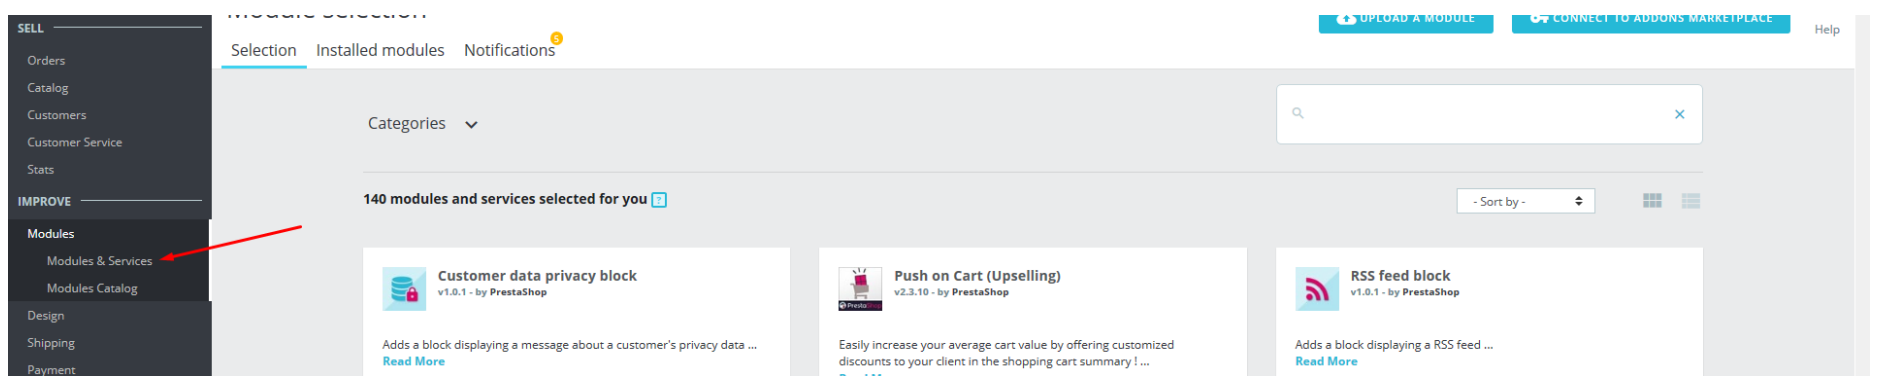 Module selection
UPLOAD A MODULE
CONNECT TO ADDONS MARKETPLACE
Help
SELL
Orders
Catalog
Customers
Customer Service
Stats
IMPROVE
Modules
Modules & Services
Modules Catalog
Design
Shipping
Payment
Selection Installed modules Notifications 5
Categories
140 modules and services selected for you ?
- Sort by -
Customer data privacy block
v1.0.1 - by PrestaShop
Adds a block displaying a message about a customer's privacy data ...
Read More
Push on Cart (Upselling)
v2.3.10 - by PrestaShop
Easily increase your average cart value by offering customized
discounts to your client in the shopping cart summary ! ...
Read More
RSS feed block
v1.0.1 - by PrestaShop
Adds a block displaying a RSS feed ...
Read More